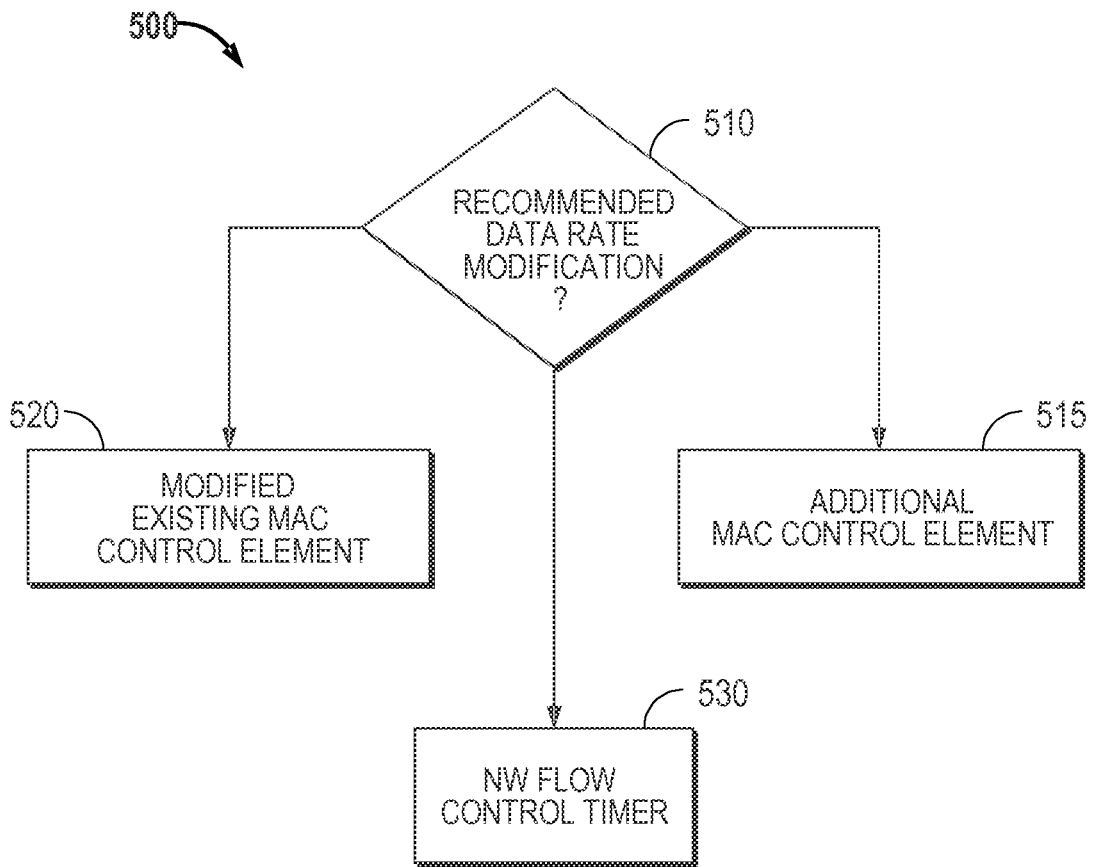 500
510
RECOMMENDED
DATA RATE
MODIFICATION
?
520
MODIFIED
EXISTING MAC
CONTROL ELEMENT
515
ADDITIONAL
MAC CONTROL ELEMENT
530
NW FLOW
CONTROL TIMER